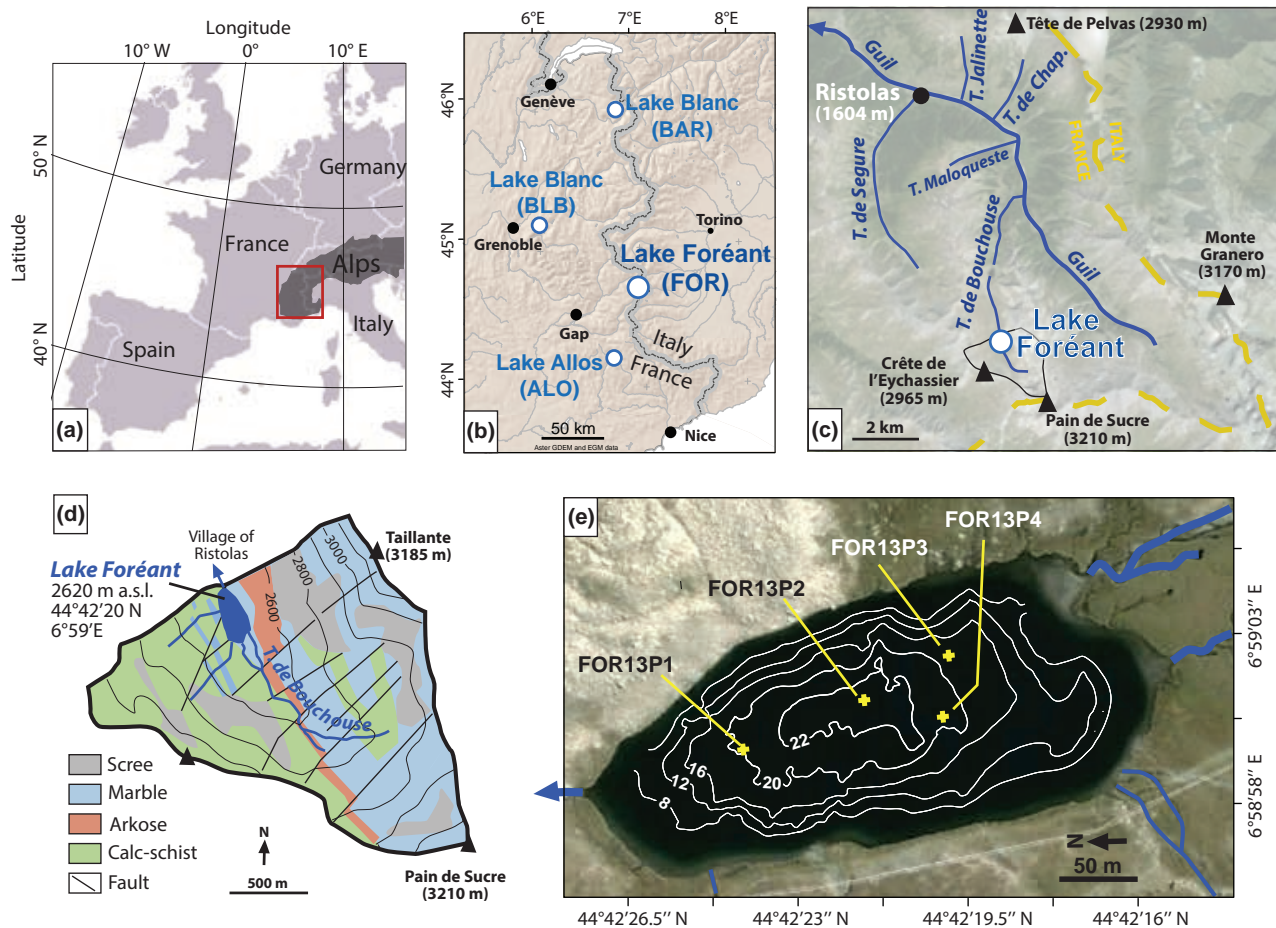 Longitude
10° W
0°
10° E
Latitude
50° N
40° N
Germany
France
Alps
Italy
Spain
(a)
6°E
7°E
8°E
46°N
45°N
44°N
Genève
Lake Blanc
(BAR)
Lake Blanc
(BLB)
Grenoble
Torino
Lake Foréant
(FOR)
Gap
Italy
France
Lake Allos
(ALO)
50 km
Nice
Aster GDEM and EGM data
(b)
Tête de Pelvas (2930 m)
Guil
T. Jalinette
T. de Chap.
Ristolas
(1604 m)
ITALY
FRANCE
T. Maloqueste
T. de Segure
T. de Bouchouse
Guil
Monte
Granero
(3170 m)
Lake
Foréant
Crête de
l'Eychassier
(2965 m)
Pain de Sucre
(3210 m)
2 km
(c)
(d)
Village of
Ristolas
Taillante
(3185 m)
Lake Foréant
2620 m a.s.l.
44°42'20 N
6°59'E
3000
2800
2600
T. de Bouchouse
Scree
Marble
Arkose
Calc-schist
Fault
N
500 m
Pain de Sucre
(3210 m)
(e)
FOR13P4
FOR13P3
FOR13P2
FOR13P1
22
20
16
12
8
N
50 m
6°59'03'' E
6°58'58'' E
44°42'26.5'' N
44°42'23'' N
44°42'19.5'' N
44°42'16'' N